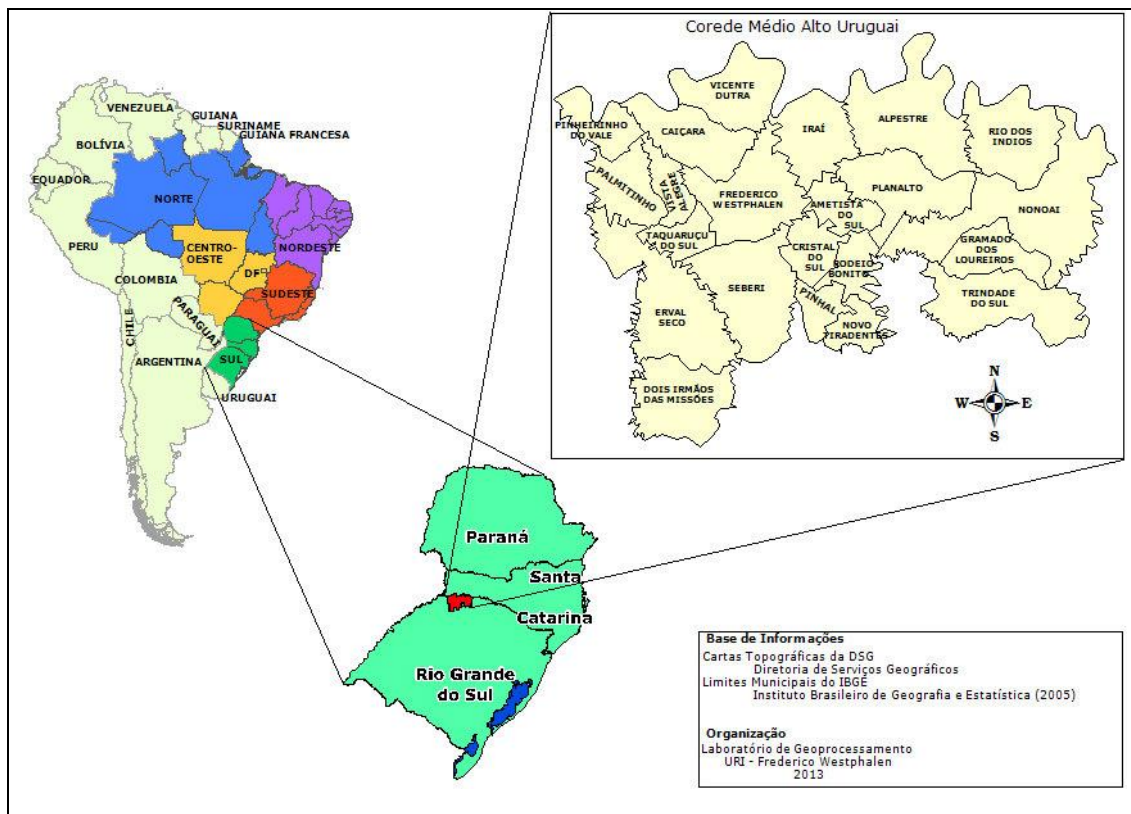 Corede Médio Alto Uruguai
VICENTE
DUTRA
PINHEIRINHO
DO VALE
CAIÇARA
IRAÍ
ALPESTRE
RIO DOS
INDIOS
PALMITINHO
VISTA
ALEGRE
FREDERICO
WESTPHALEN
PLANALTO
AMETISTA
DO SUL
NONOAI
TAQUARUÇU
DO SUL
CRISTAL
DO SUL
RODEIO
BONITO
GRAMADO
DOS
LOUREIROS
SEBERI
PINHAL
TRINDADE
DO SUL
ERVAL
SECO
NOVO
TIRADENTES
DOIS IRMÃOS
DAS MISSÕES
N
W
E
S
VENEZUELA
GUIANA
SURINAME
GUIANA FRANCESA
BOLÍVIA
EQUADOR
NORTE
PERU
CENTRO-
OESTE
NORDESTE
DF
COLOMBIA
SUDESTE
PARAGUAI
CHILE
ARGENTINA
SUL
URUGUAI
Paraná
Santa
Catarina
Rio Grande
do Sul
Base de Informações
Cartas Topográficas da DSG
Diretoria de Serviços Geográficos
Limites Municipais do IBGE
Instituto Brasileiro de Geografia e Estatística (2005)
Organização
Laboratório de Geoprocessamento
URI - Frederico Westphalen
2013